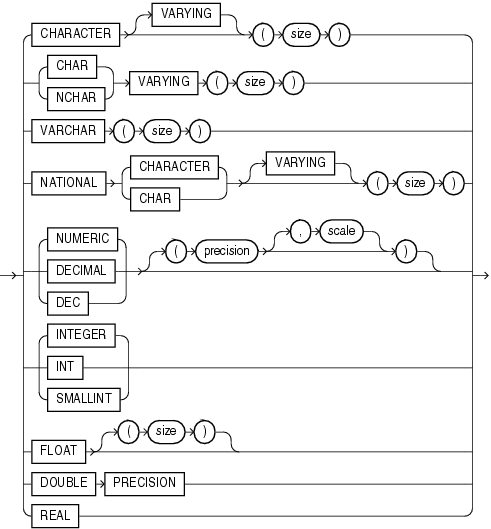 VARYING
CHARACTER ( size )
CHAR
VARYING ( size )
NCHAR
VARCHAR ( size )
CHARACTER VARYING
NATIONAL ( size )
CHAR
NUMERIC , scale
( precision )
DECIMAL
DEC
INTEGER
INT
SMALLINT
( size )
FLOAT
DOUBLE PRECISION
REAL